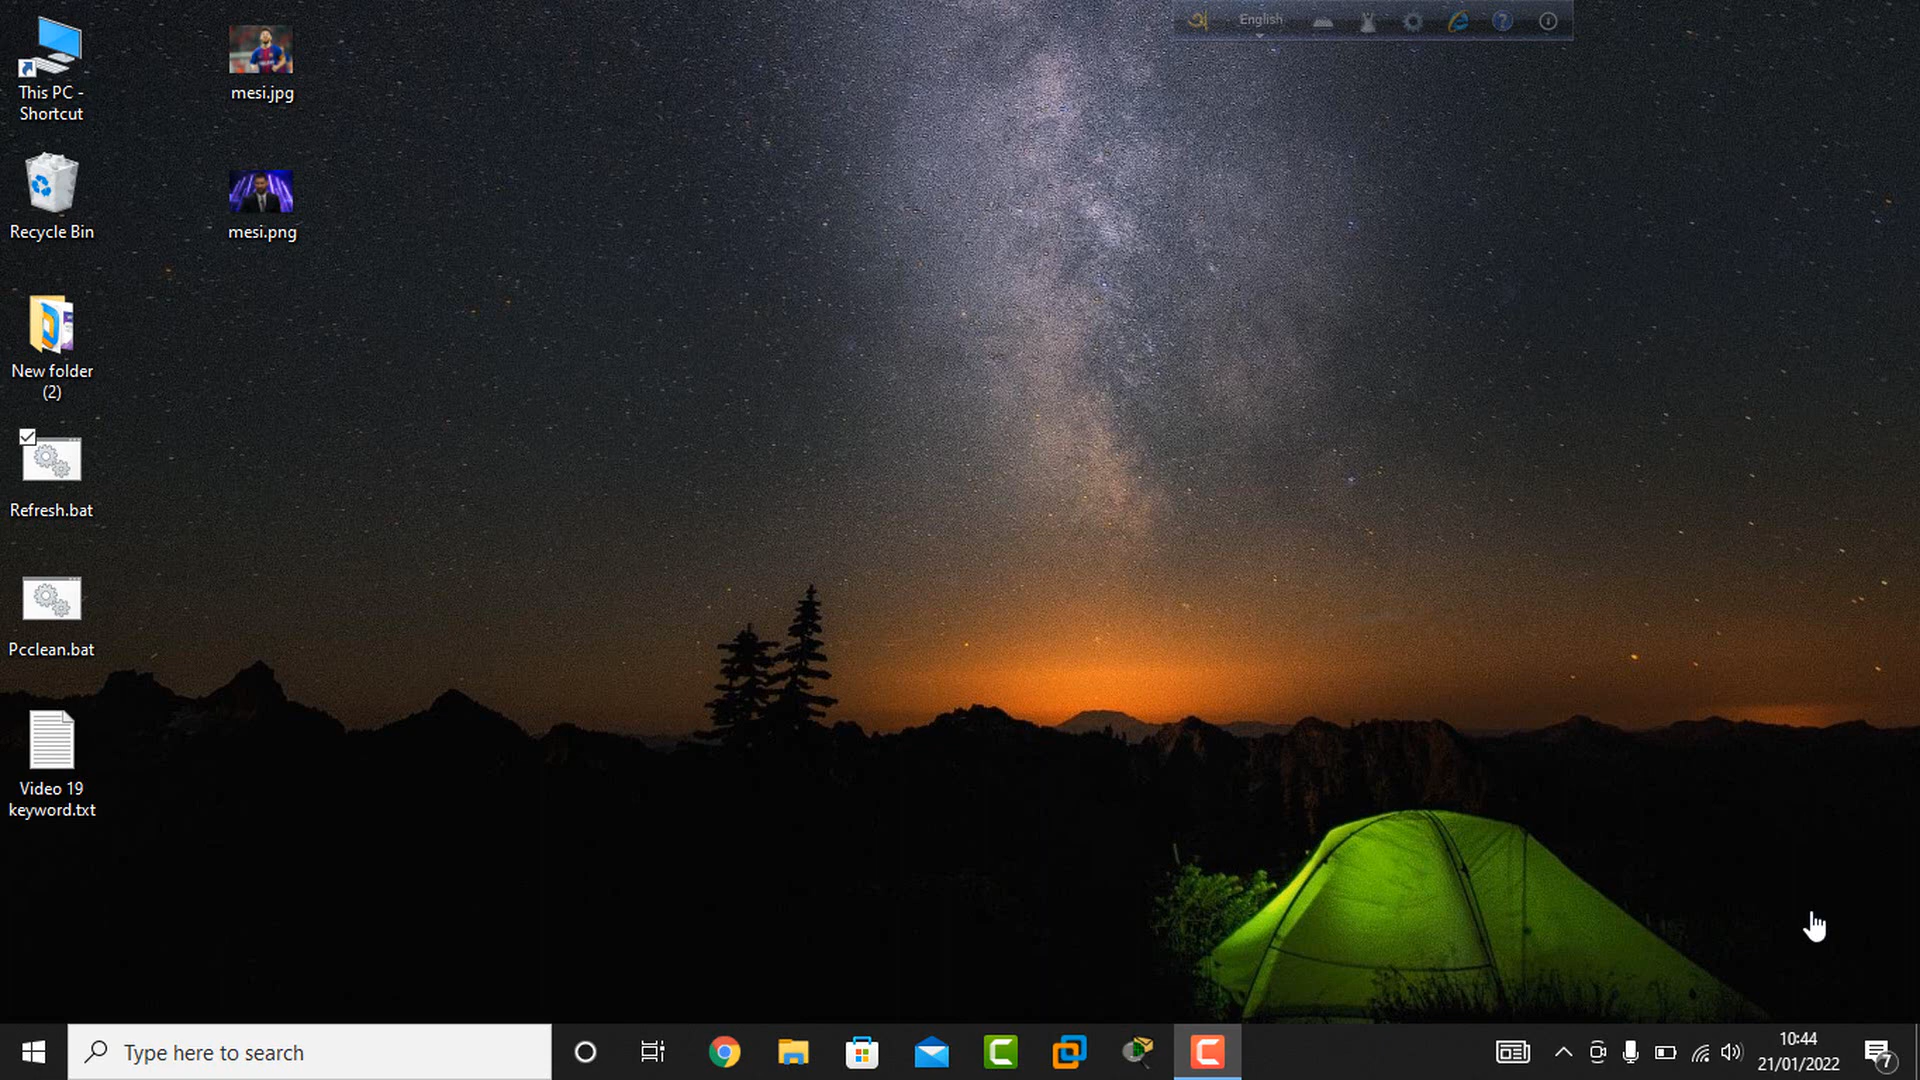 English
This PC -
Shortcut
mesi.jpg
Recycle Bin
mesi.png
New folder
(2)
Refresh.bat
Pcclean.bat
Video 19
keyword.txt
Type here to search
10:44
21/01/2022
7